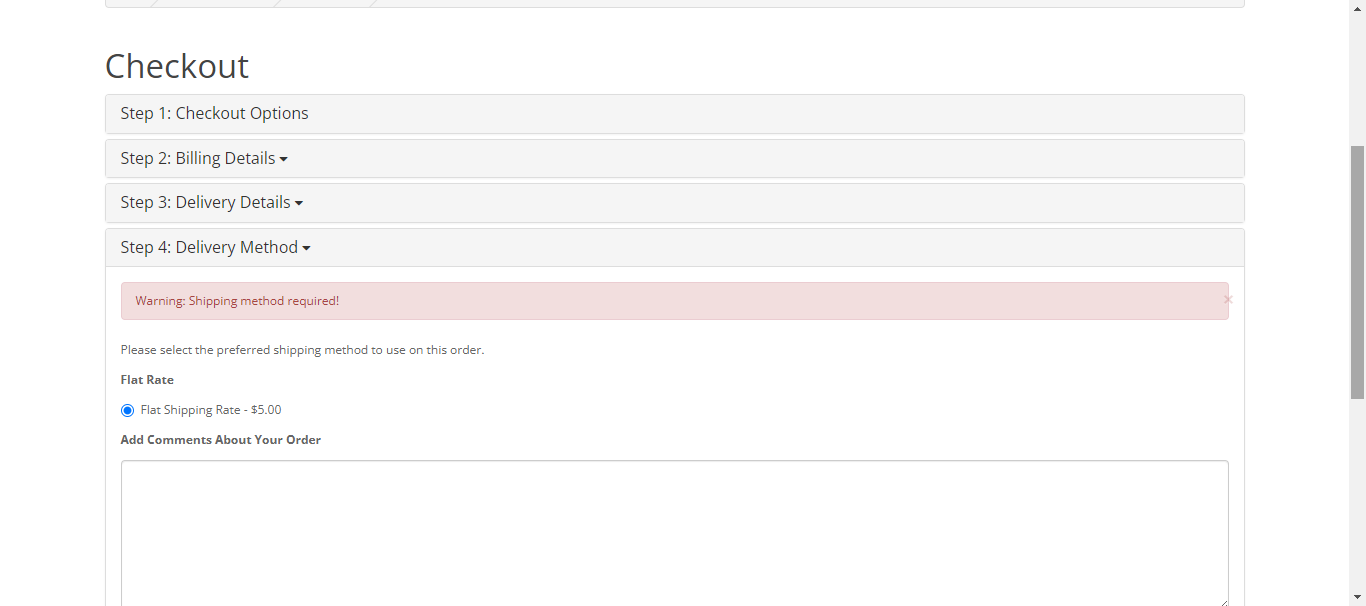 Checkout
Step 1: Checkout Options
Step 2: Billing Details
Step 3: Delivery Details
Step 4: Delivery Method
Warning: Shipping method required!
×
Please select the preferred shipping method to use on this order.
Flat Rate
Flat Shipping Rate - $5.00
Add Comments About Your Order